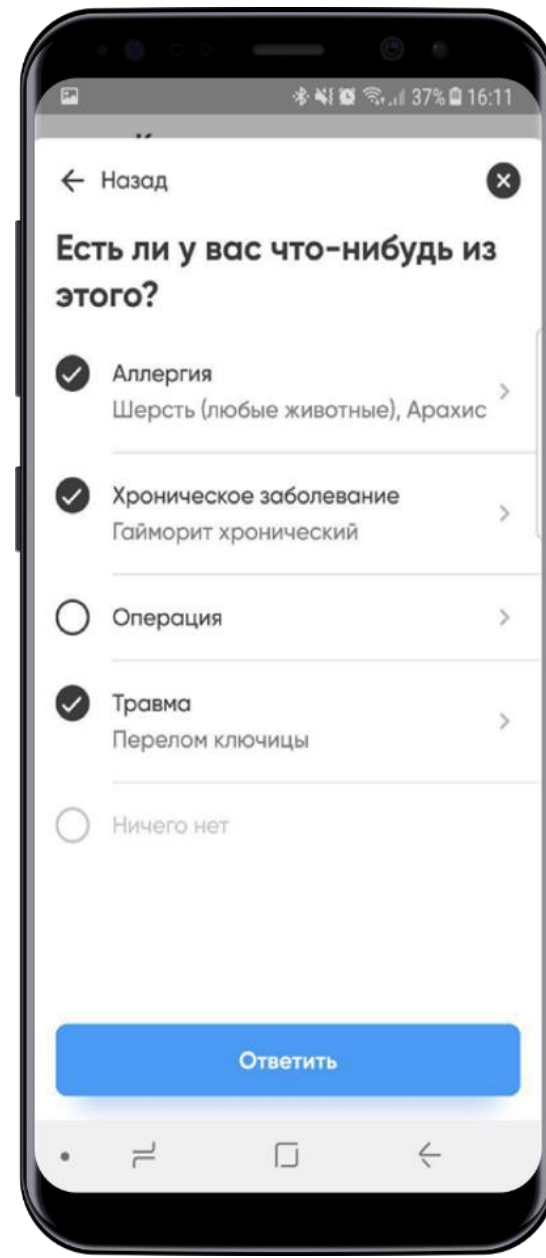 37% 16:11
Назад
Есть ли у вас что-нибудь из
этого?
Аллергия
Шерсть (любые животные), Арахис
Хроническое заболевание
Гайморит хронический
Операция
Травма
Перелом ключицы
Ничего нет
Ответить